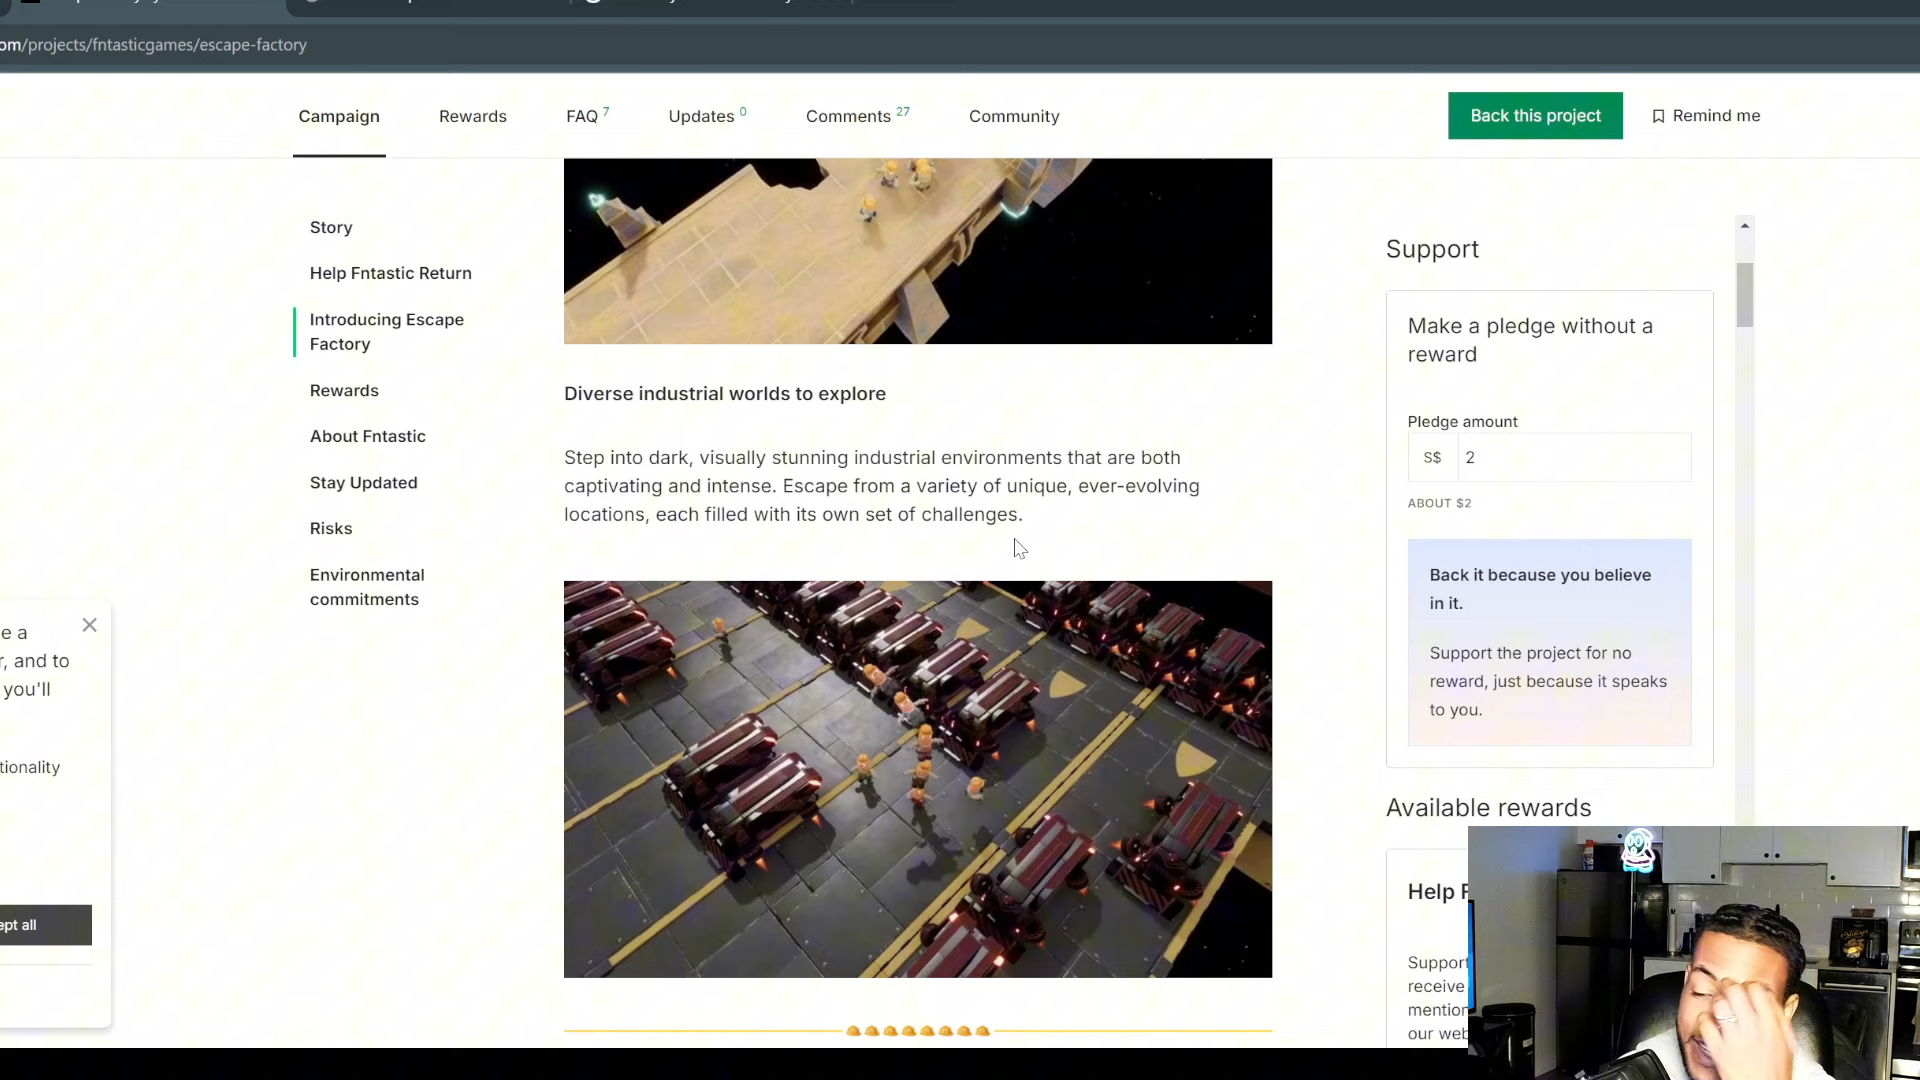 om/projects/fntasticgames/escape-factory
Campaign
Rewards
FAQ 7
Updates 0
Comments 27
Community
Back this project
Remind me
Story
Help Fntastic Return
Introducing Escape
Factory
Rewards
About Fntastic
Stay Updated
Risks
Environmental
commitments
e a
r, and to
you'll
tionality
ept all
Diverse industrial worlds to explore
Step into dark, visually stunning industrial environments that are both
captivating and intense. Escape from a variety of unique, ever-evolving
locations, each filled with its own set of challenges.
Support
Make a pledge without a
reward
Pledge amount
S$ 2
ABOUT $2
Back it because you believe
in it.
Support the project for no
reward, just because it speaks
to you.
Available rewards
Help F
Support
receive
mention
our web